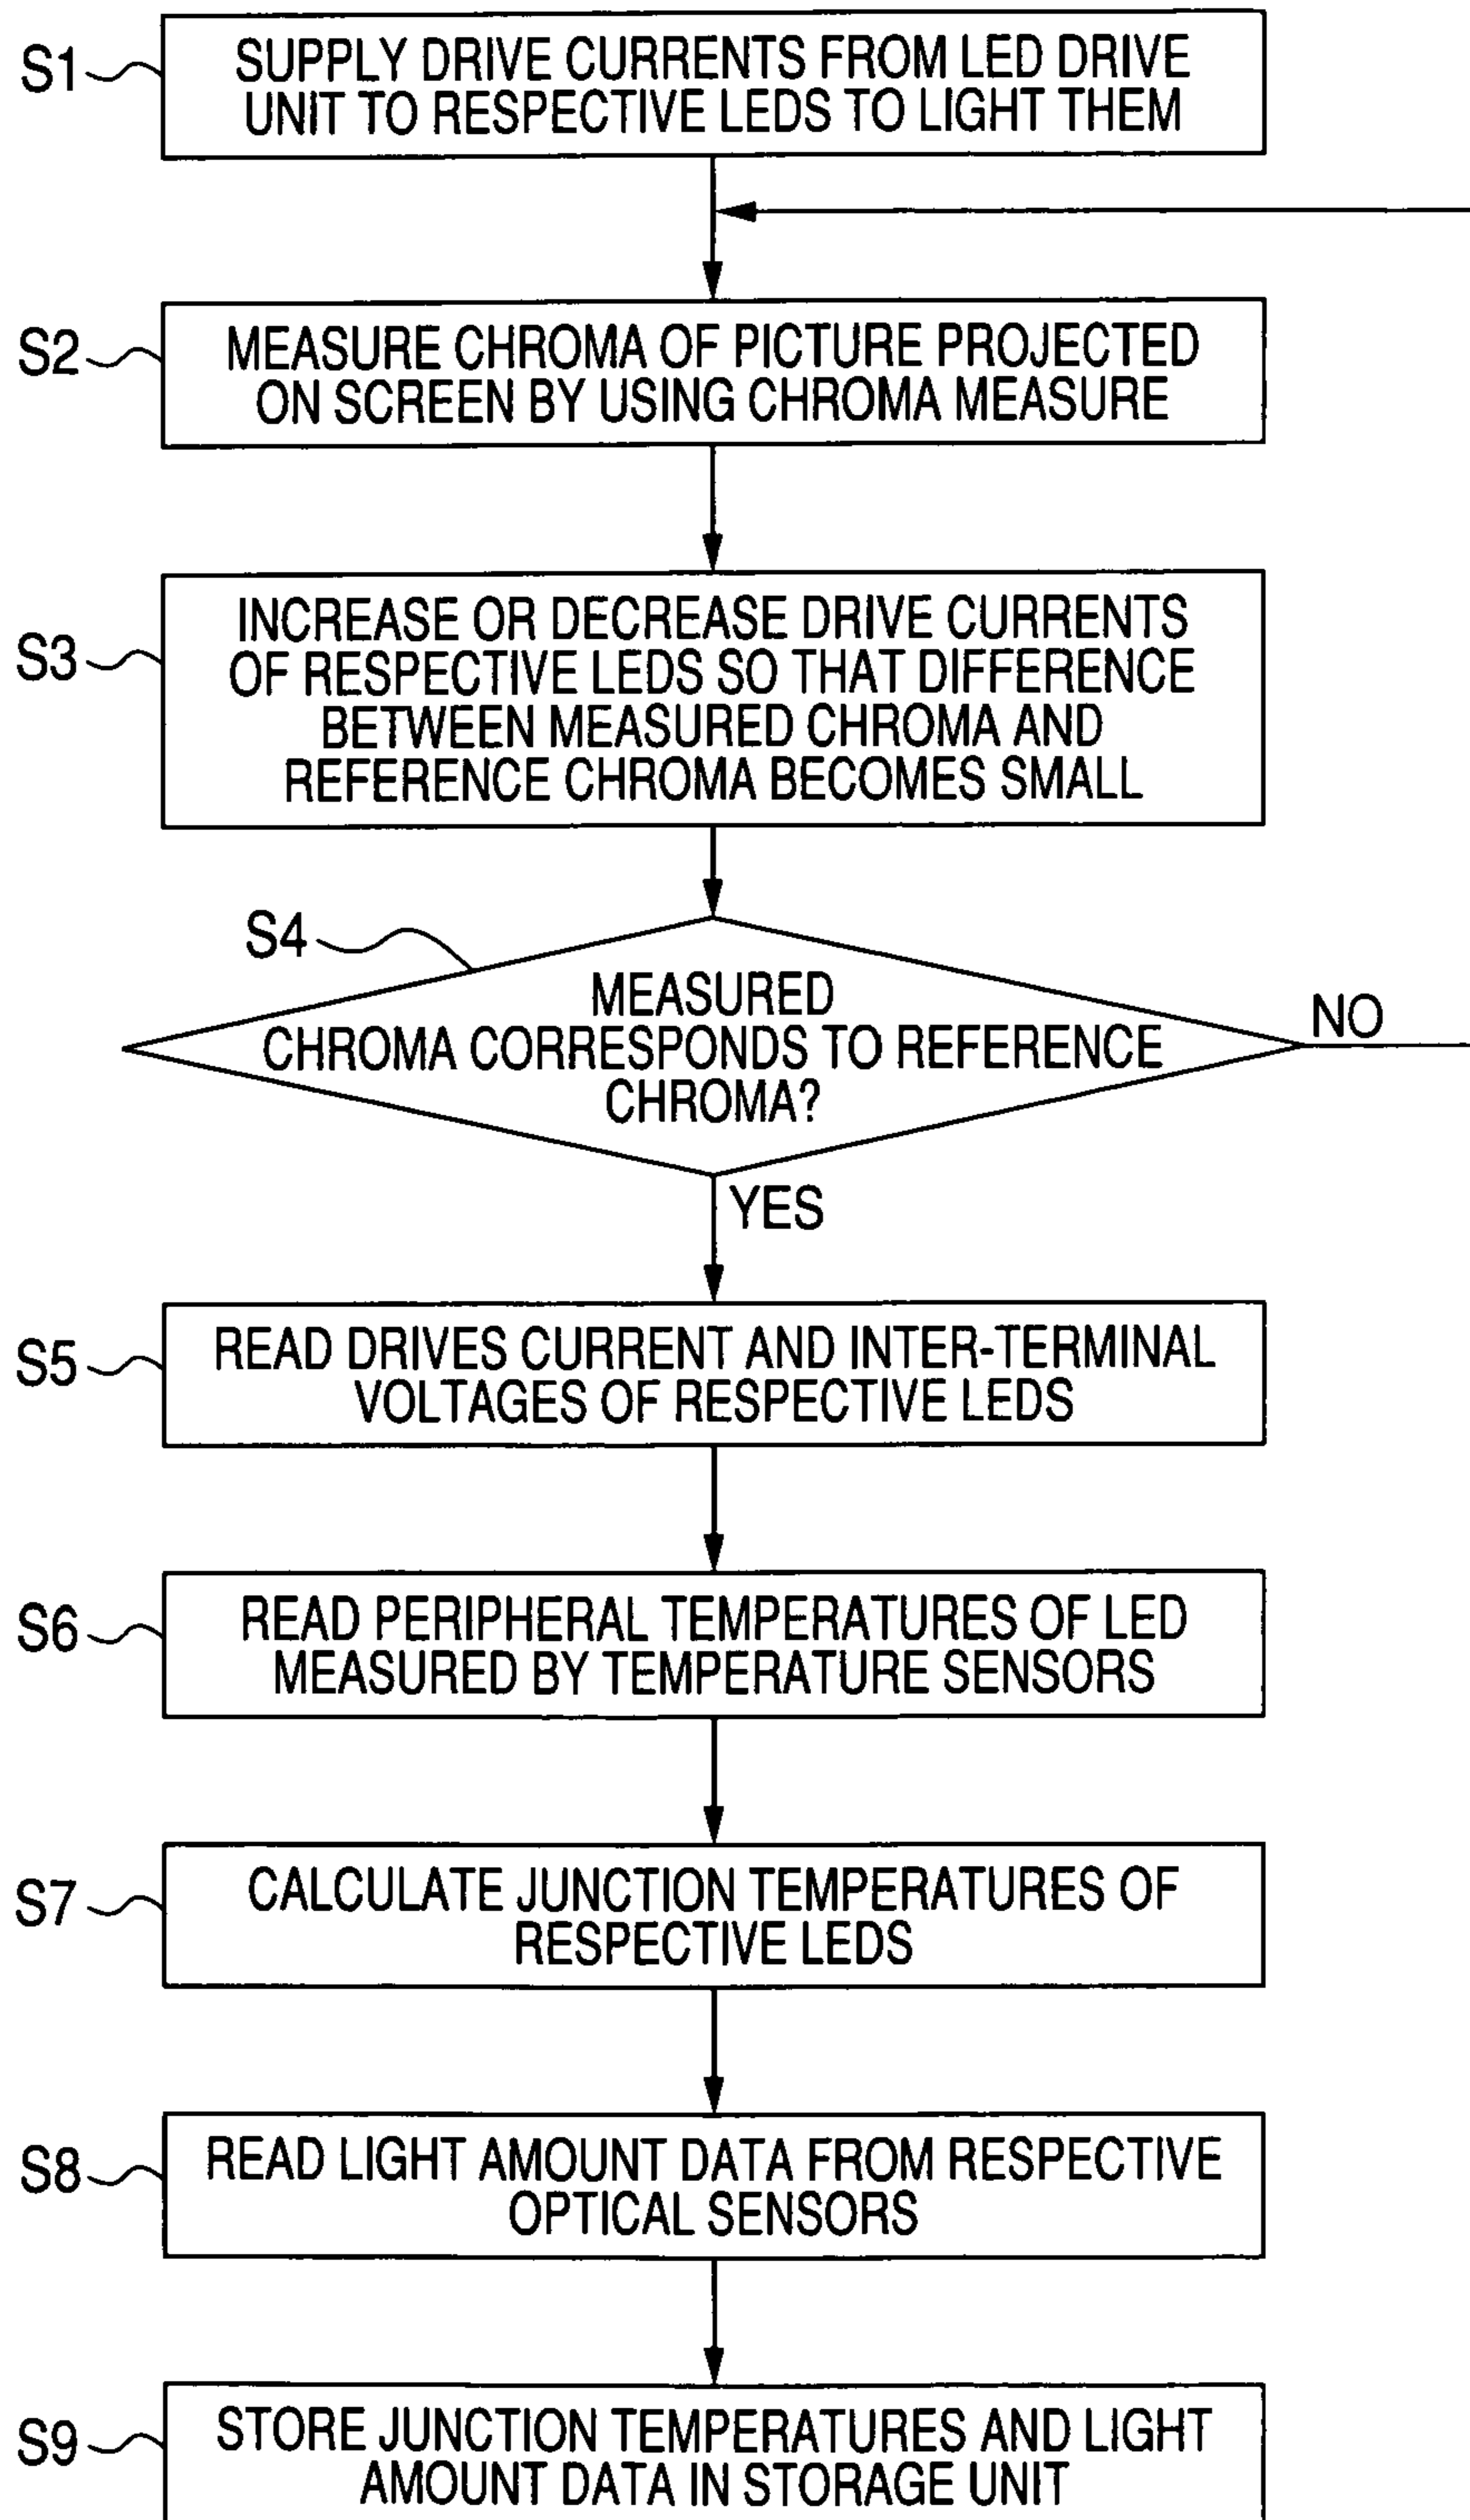 S1
SUPPLY DRIVE CURRENTS FROM LED DRIVE
UNIT TO RESPECTIVE LEDS TO LIGHT THEM
S2
MEASURE CHROMA OF PICTURE PROJECTED
ON SCREEN BY USING CHROMA MEASURE
S3
INCREASE OR DECREASE DRIVE CURRENTS
OF RESPECTIVE LEDS SO THAT DIFFERENCE
BETWEEN MEASURED CHROMA AND
REFERENCE CHROMA BECOMES SMALL
S4
MEASURED
CHROMA CORRESPONDS TO REFERENCE
CHROMA?
NO
YES
S5
READ DRIVES CURRENT AND INTER-TERMINAL
VOLTAGES OF RESPECTIVE LEDS
S6
READ PERIPHERAL TEMPERATURES OF LED
MEASURED BY TEMPERATURE SENSORS
S7
CALCULATE JUNCTION TEMPERATURES OF
RESPECTIVE LEDS
S8
READ LIGHT AMOUNT DATA FROM RESPECTIVE
OPTICAL SENSORS
S9
STORE JUNCTION TEMPERATURES AND LIGHT
AMOUNT DATA IN STORAGE UNIT